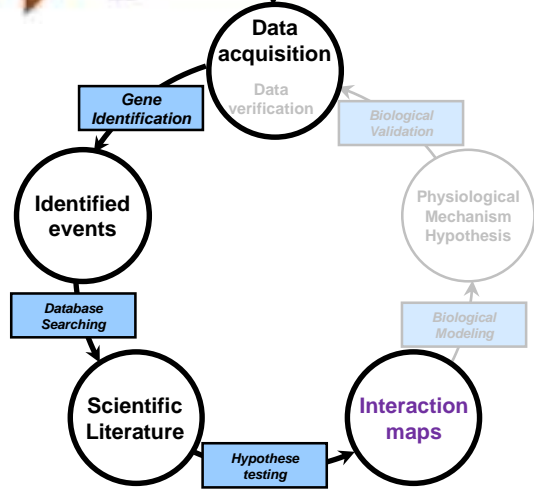 Data
acquisition
Data
verification
Gene
Identification
Biological
Validation
Identified
events
Physiological
Mechanism
Hypothesis
Database
Searching
Biological
Modeling
Scientific
Literature
Interaction
maps
Hypothese
testing